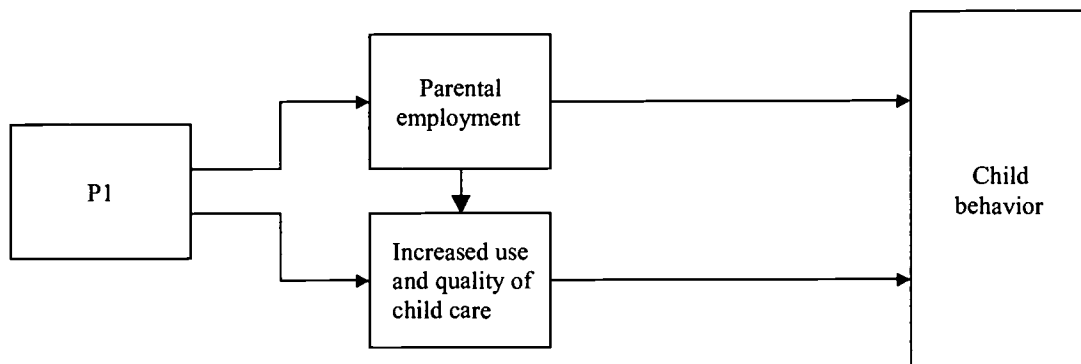 Parental
employment
P1
Increased use
and quality of
child care
Child
behavior